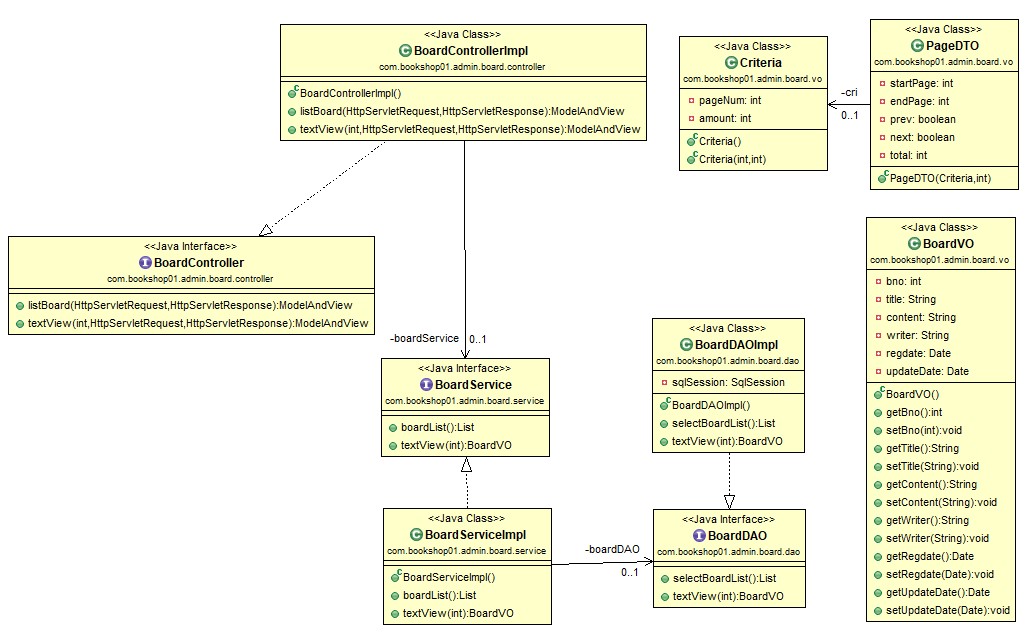 <<Java Class>>
BoardControllerImpl
com.bookshop01.admin.board.controller
BoardControllerImpl()
listBoard(HttpServletRequest,HttpServletResponse):ModelAndView
textView(int,HttpServletRequest,HttpServletResponse):ModelAndView
<<Java Class>>
Criteria
com.bookshop01.admin.board.vo
pageNum: int
amount: int
Criteria()
Criteria(int,int)
-cri
0..1
<<Java Class>>
PageDTO
com.bookshop01.admin.board.vo
startPage: int
endPage: int
prev: boolean
next: boolean
total: int
PageDTO(Criteria,int)
<<Java Interface>>
BoardController
com.bookshop01.admin.board.controller
listBoard(HttpServletRequest,HttpServletResponse):ModelAndView
textView(int,HttpServletRequest,HttpServletResponse):ModelAndView
-boardService
0..1
<<Java Interface>>
BoardService
com.bookshop01.admin.board.service
boardList():List
textView(int):BoardVO
<<Java Class>>
BoardDAOImpl
com.bookshop01.admin.board.dao
sqlSession: SqlSession
BoardDAOImpl()
selectBoardList():List
textView(int):BoardVO
<<Java Class>>
BoardVO
com.bookshop01.admin.board.vo
bno: int
title: String
content: String
writer: String
regdate: Date
updateDate: Date
BoardVO()
getBno():int
setBno(int):void
getTitle():String
setTitle(String):void
getContent():String
setContent(String):void
getWriter():String
setWriter(String):void
getRegdate():Date
setRegdate(Date):void
getUpdateDate():Date
setUpdateDate(Date):void
<<Java Class>>
BoardServiceImpl
com.bookshop01.admin.board.service
BoardServiceImpl()
boardList():List
textView(int):BoardVO
-boardDAO
0..1
<<Java Interface>>
BoardDAO
com.bookshop01.admin.board.dao
selectBoardList():List
textView(int):BoardVO